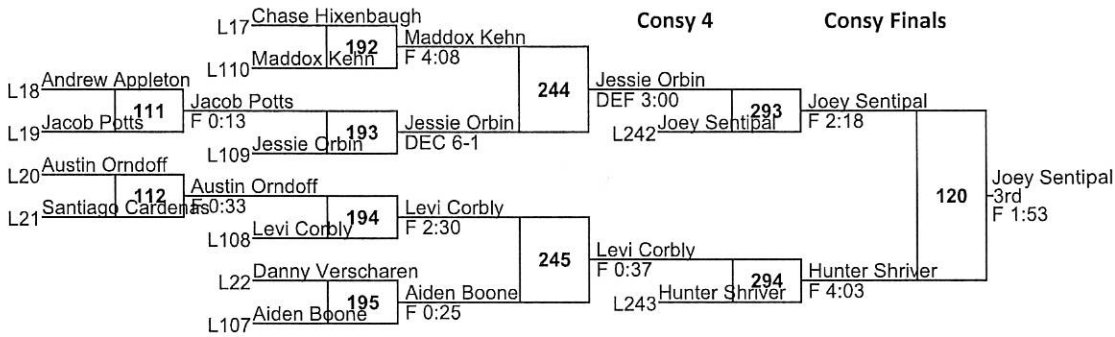 Consy 4
Consy Finals
L17 Chase Hixenbaugh
192
L110 Maddox Kehn
Maddox Kehn
F 4:08
L18 Andrew Appleton
111
L19 Jacob Potts
Jacob Potts
F 0:13
193
L109 Jessie Orbin
Jessie Orbin
DEC 6-1
244
Jessie Orbin
DEF 3:00
293
L242 Joey Sentipal
Joey Sentipal
F 2:18
L20 Austin Orndoff
112
L21 Santiago Cardenas
Austin Orndoff
F 0:33
194
L108 Levi Corbly
Levi Corbly
F 2:30
245
L22 Danny Verscharen
195
L107 Aiden Boone
Aiden Boone
F 0:25
Levi Corbly
F 0:37
294
L243 Hunter Shriver
Hunter Shriver
F 4:03
120
Joey Sentipal
3rd
F 1:53